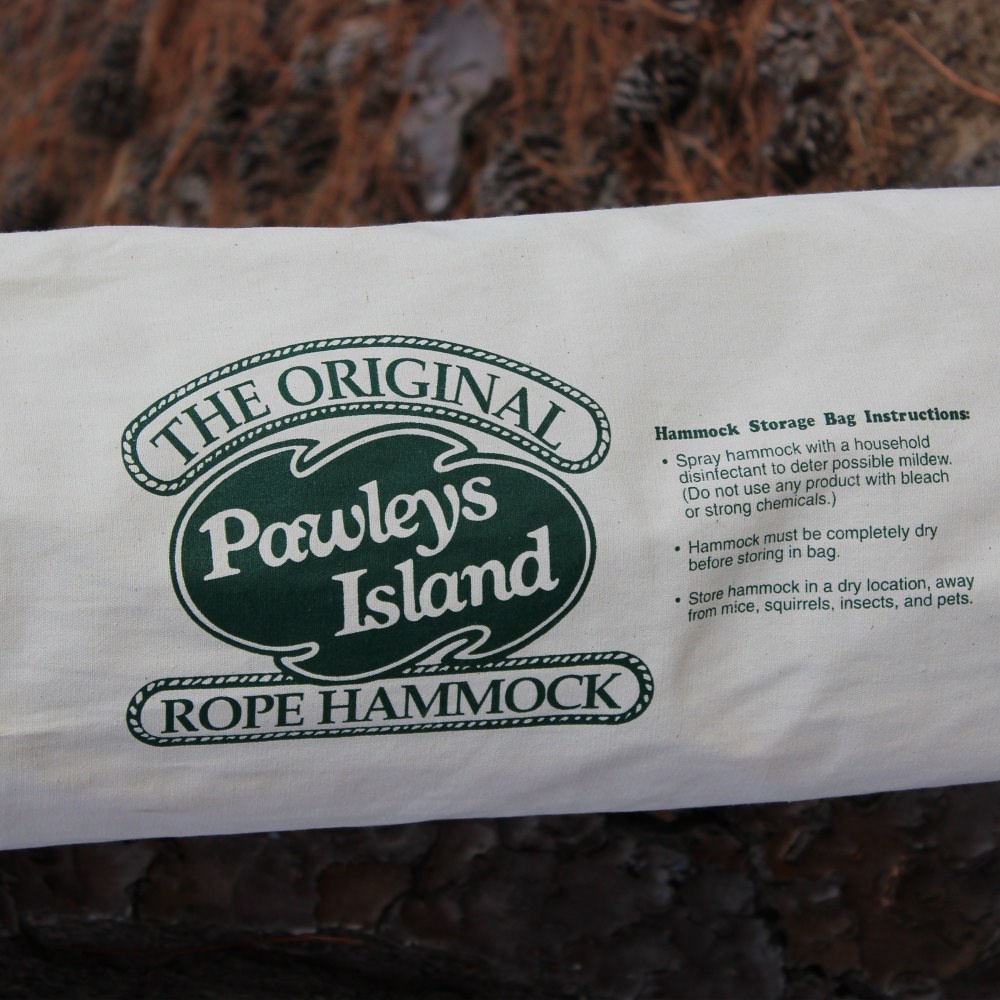 THE ORIGINAL
Pawleys
Island
ROPE HAMMOCK
Hammock Storage Bag Instructions:
• Spray hammock with a household
disinfectant to deter possible mildew.
(Do not use any product with bleach
or strong chemicals.)
• Hammock must be completely dry
before storing in bag.
• Store hammock in a dry location, away
from mice, squirrels, insects, and pets.